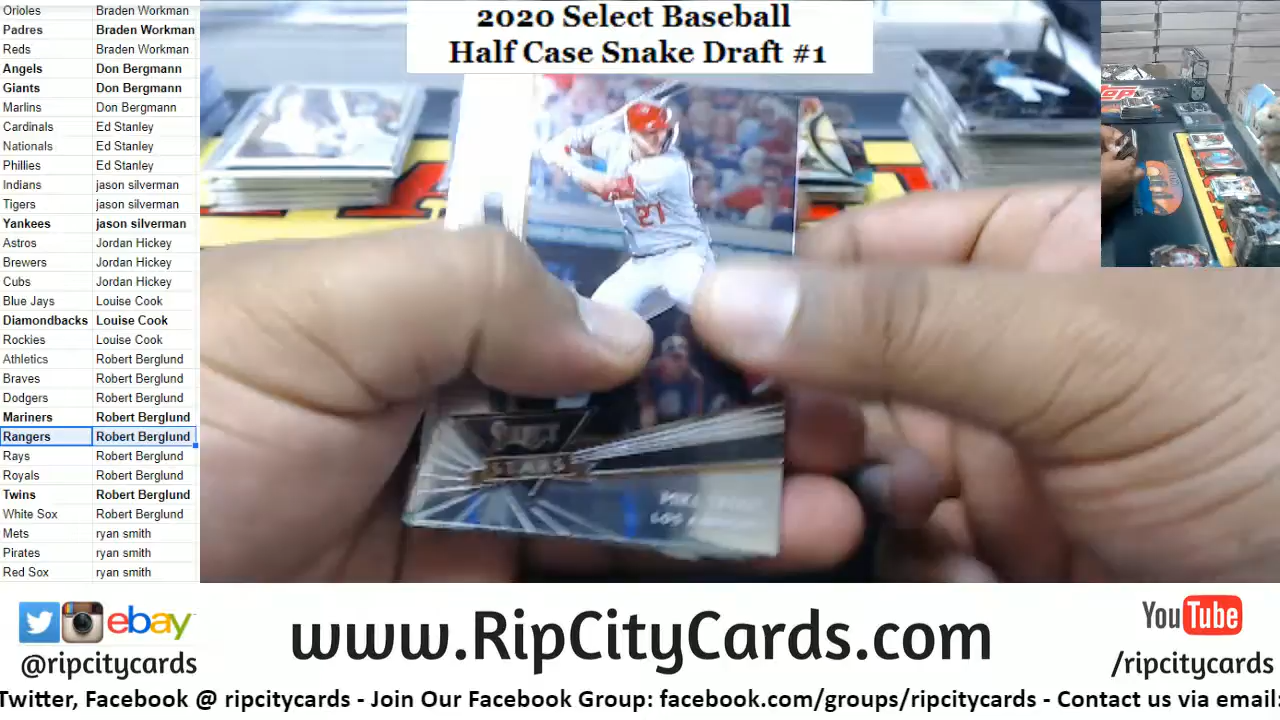 2020 Select Baseball
Half Case Snake Draft #1
Orioles Braden Workman
Padres Braden Workman
Reds Braden Workman
Angels Don Bergmann
Giants Don Bergmann
Marlins Don Bergmann
Cardinals Ed Stanley
Nationals Ed Stanley
Phillies Ed Stanley
Indians jason silverman
Tigers jason silverman
Yankees jason silverman
Astros Jordan Hickey
Brewers Jordan Hickey
Cubs Jordan Hickey
Blue Jays Louise Cook
Diamondbacks Louise Cook
Rockies Louise Cook
Athletics Robert Berglund
Braves Robert Berglund
Dodgers Robert Berglund
Mariners Robert Berglund
Rangers Robert Berglund
Rays Robert Berglund
Royals Robert Berglund
Twins Robert Berglund
White Sox Robert Berglund
Mets ryan smith
Pirates ryan smith
Red Sox ryan smith
27
STARS
ebay
@ripcitycards
www.RipCityCards.com
YouTube
/ripcitycards
Twitter, Facebook @ ripcitycards - Join Our Facebook Group: facebook.com/groups/ripcitycards - Contact us via email: